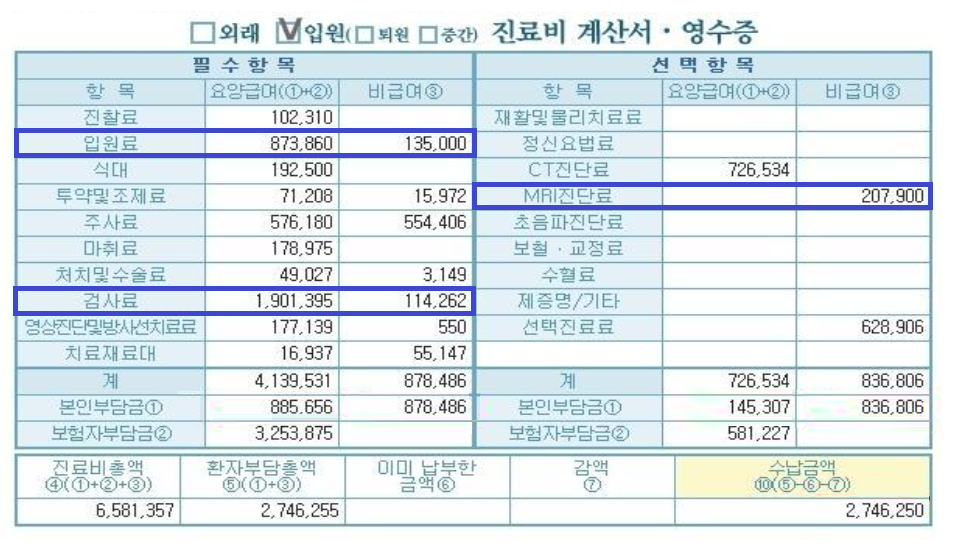 □외래 ☑입원(□퇴원 □중간) 진료비 계산서 · 영수증
필수항목 선택항목
항 목 요양급여(①+②) 비급여③ 항 목 요양급여(①+②) 비급여③
진찰료 102,310 재활및물리치료료
입원료 873,860 135,000 정신요법료
식대 192,500 CT진단료 726,534
투약및조제료 71,208 15,972 MRI진단료 207,900
주사료 576,180 554,406 초음파진단료
마취료 178,975 보철 · 교정료
처치및수술료 49,027 3,149 수혈료
검사료 1,901,395 114,262 제증명/기타
영상진단및방사선치료료 177,139 550 선택진료료 628,906
치료재료대 16,937 55,147
계 4,139,531 878,486 계 726,534 836,806
본인부담금① 885.656 878,486 본인부담금① 145,307 836,806
보험자부담금② 3,253,875 보험자부담금② 581,227
진료비총액 환자부담총액 이미 납부한 감액 수납금액
④(①+②+③) ⑤(①+③) 금액⑥ ⑦ ⑩(⑤-⑥-⑦)
6,581,357 2,746,255 2,746,250